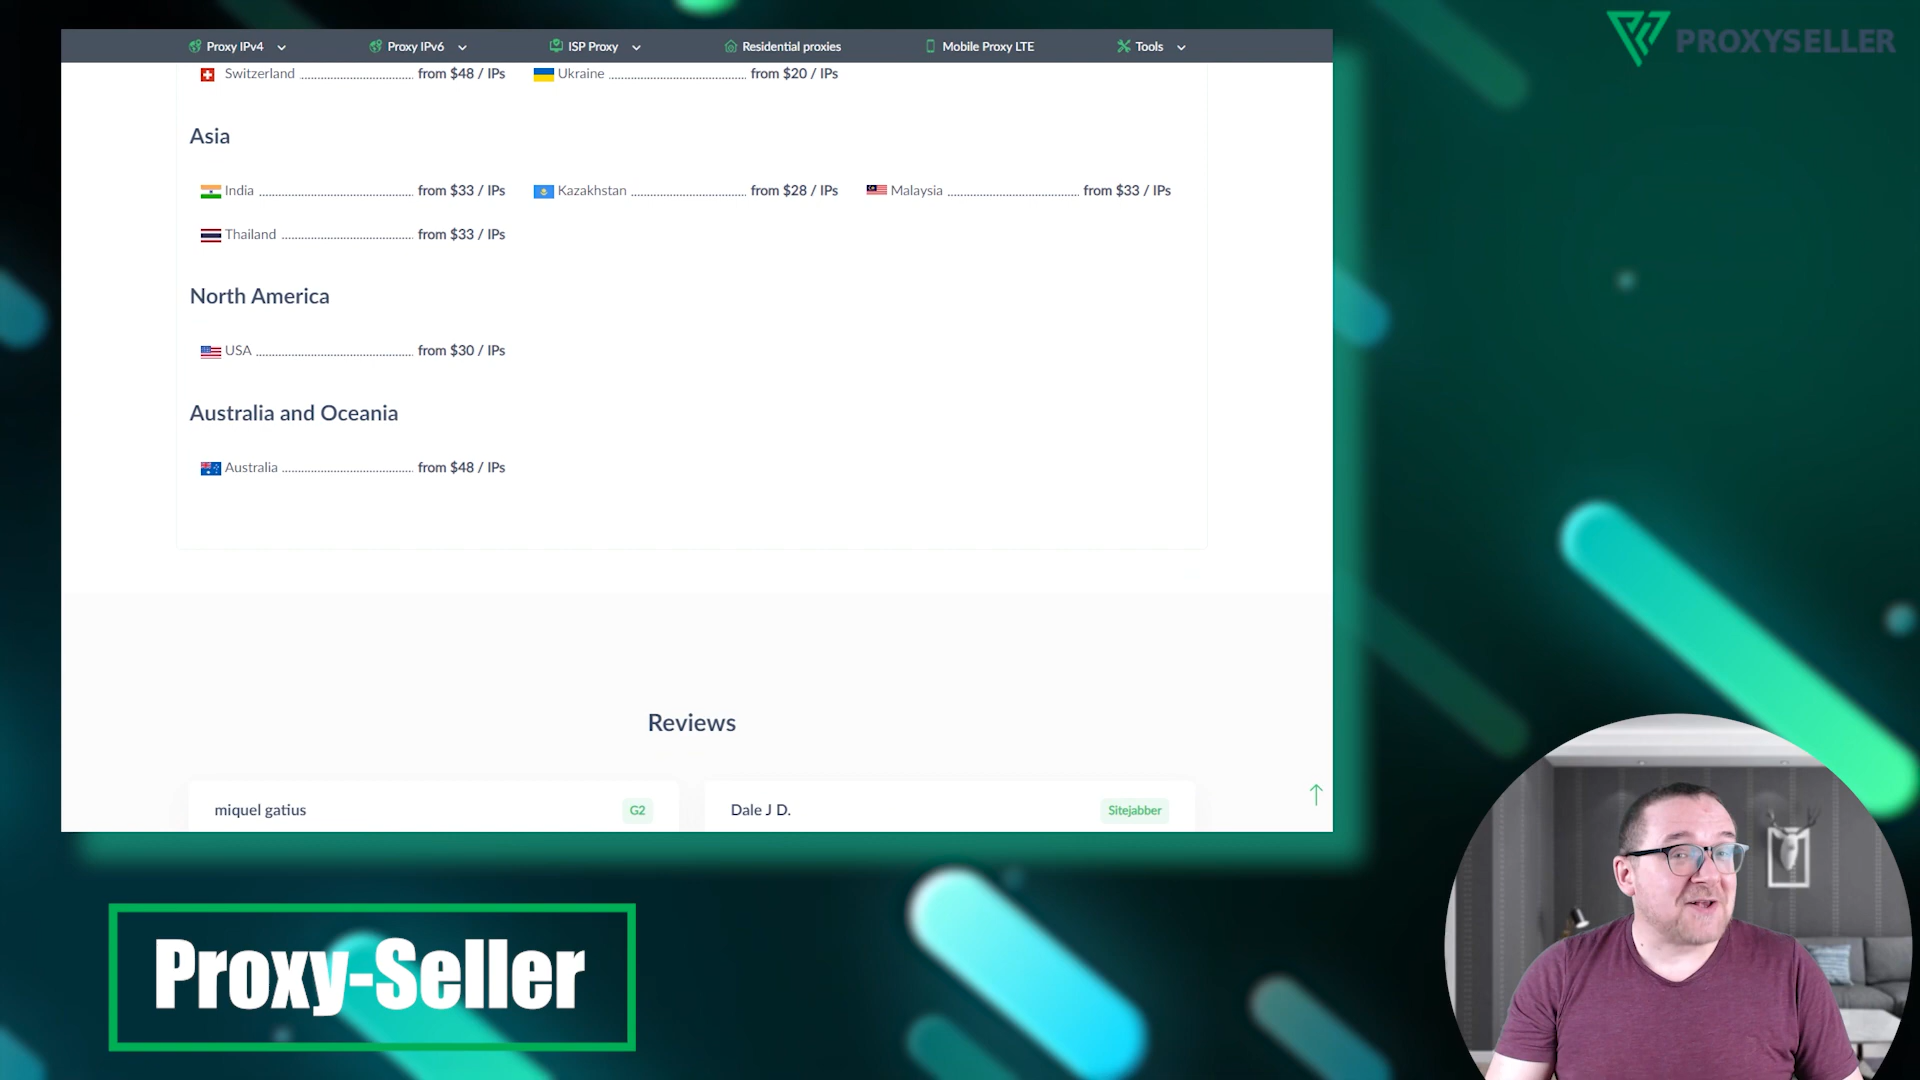 Proxy IPv4
Proxy IPv6
ISP Proxy
Residential proxies
Mobile Proxy LTE
Tools
PROXYSELLER
Switzerland from $48 / IPs
Ukraine from $20 / IPs
Asia
India from $33 / IPs
Kazakhstan from $28 / IPs
Malaysia from $33 / IPs
Thailand from $33 / IPs
North America
USA from $30 / IPs
Australia and Oceania
Australia from $48 / IPs
Reviews
miquel gatius
G2
Dale J D.
Sitejabber
Proxy-Seller